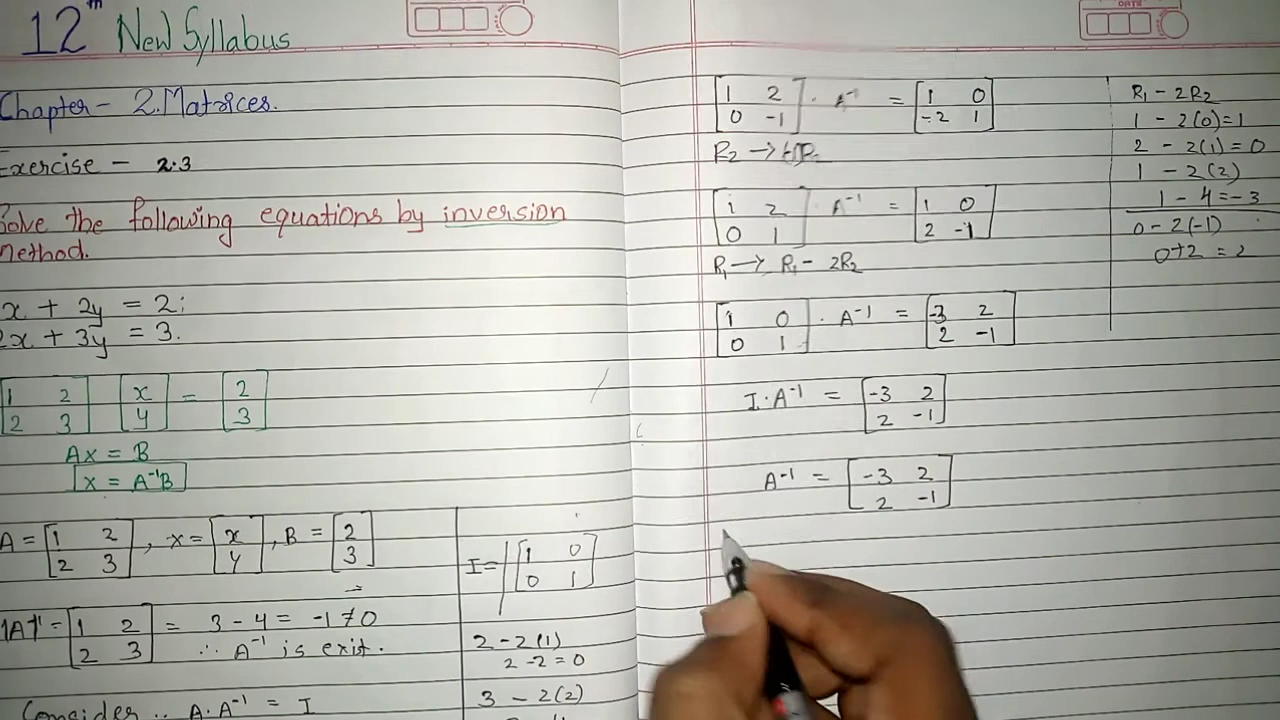 12th New Syllabus
Chapter - 2. Matrices.
Exercise - 2.3
Solve the following equations by inversion
method.
x + 2y = 2;
2x + 3y = 3.
[1 2
2 3] [x
y] = [2
3]
AX = B
x = A⁻¹B
A = [1 2
2 3], x = [x
y], B = [2
3]
I = [1 0
0 1]
|A| = [1 2
2 3] = 3 - 4 = -1 ≠ 0
∴ A⁻¹ is exist.
2 - 2(1)
2 - 2 = 0
3 - 2(2)
Consider ∴ A.A⁻¹ = I
DATE
[1 2
0 -1] . A⁻¹ = [1 0
-2 1]
R2 →
[1 2
0 1] A⁻¹ = [1 0
2 -1]
R1 → R1 - 2R2
[1 0
0 1] . A⁻¹ = [-3 2
2 -1]
I . A⁻¹ = [-3 2
2 -1]
A⁻¹ = [-3 2
2 -1]
R1 - 2R2
1 - 2(0) = 1
2 - 2(1) = 0
1 - 2(2)
1 - 4 = -3
0 - 2(-1)
0 + 2 = 2